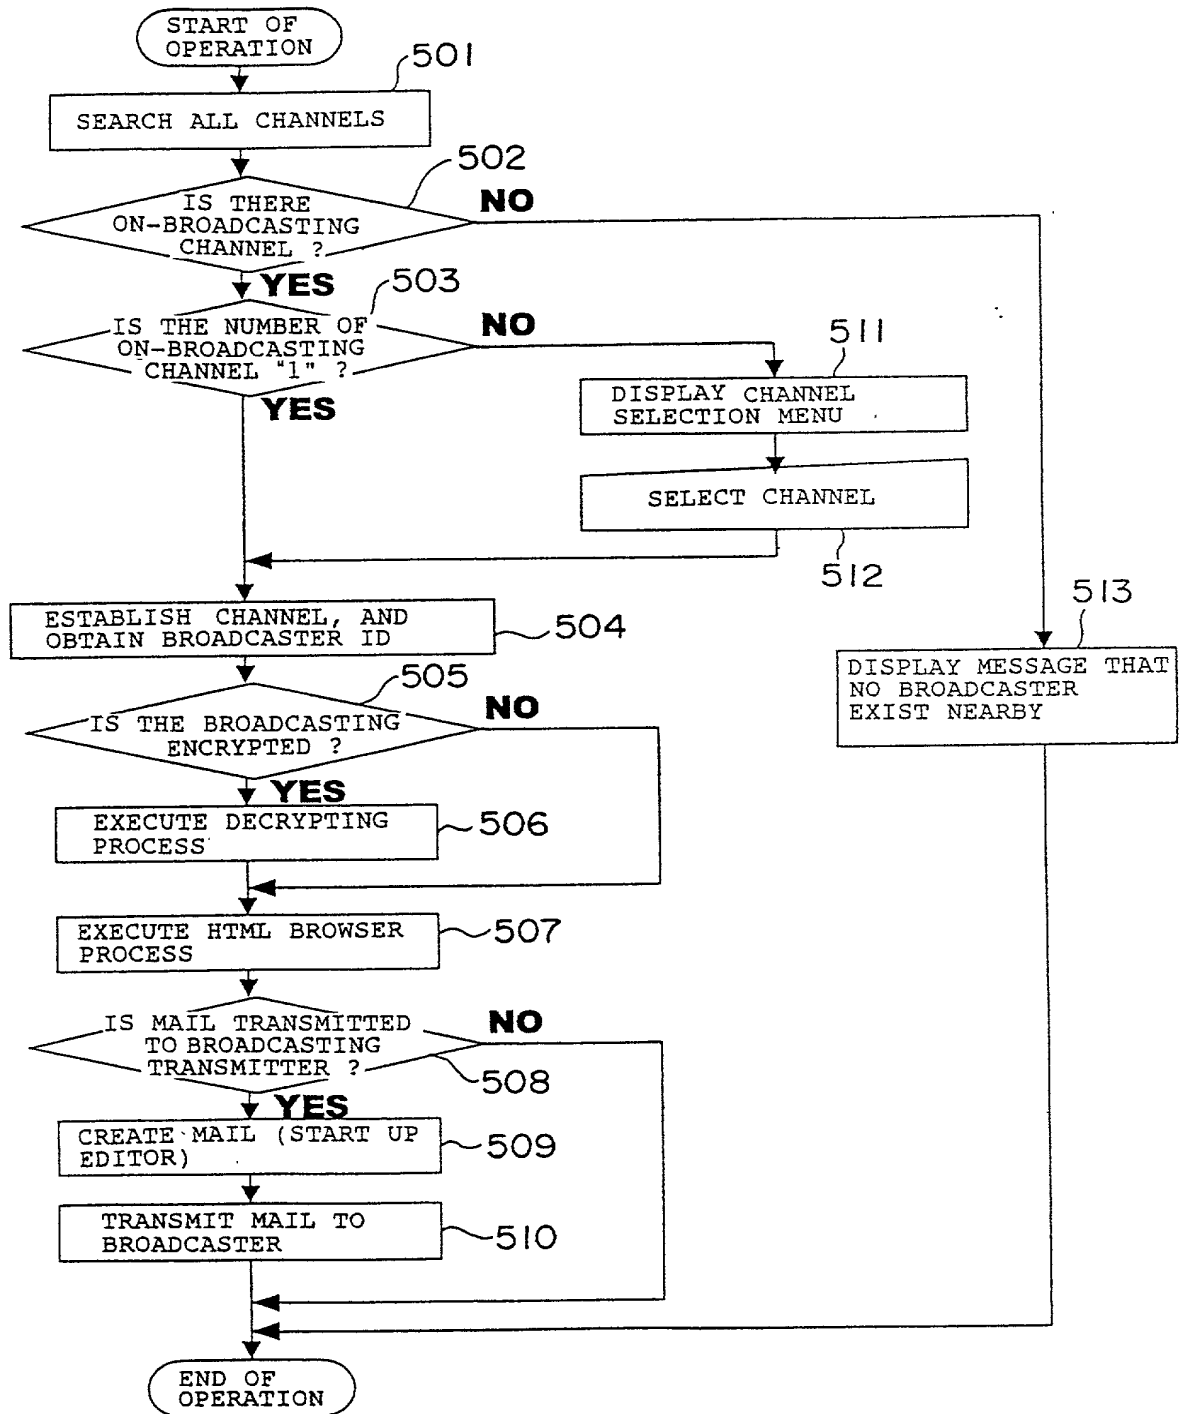 START OF
OPERATION
501
SEARCH ALL CHANNELS
502
IS THERE
ON-BROADCASTING
CHANNEL ?
NO
YES
503
IS THE NUMBER OF
ON-BROADCASTING
CHANNEL "1" ?
NO
YES
511
DISPLAY CHANNEL
SELECTION MENU
SELECT CHANNEL
512
ESTABLISH CHANNEL, AND
OBTAIN BROADCASTER ID
504
513
DISPLAY MESSAGE THAT
NO BROADCASTER
EXIST NEARBY
505
IS THE BROADCASTING
ENCRYPTED ?
NO
YES
EXECUTE DECRYPTING
PROCESS
506
EXECUTE HTML BROWSER
PROCESS
507
IS MAIL TRANSMITTED
TO BROADCASTING
TRANSMITTER ?
NO
508
YES
CREATE MAIL (START UP
EDITOR)
509
TRANSMIT MAIL TO
BROADCASTER
510
END OF
OPERATION